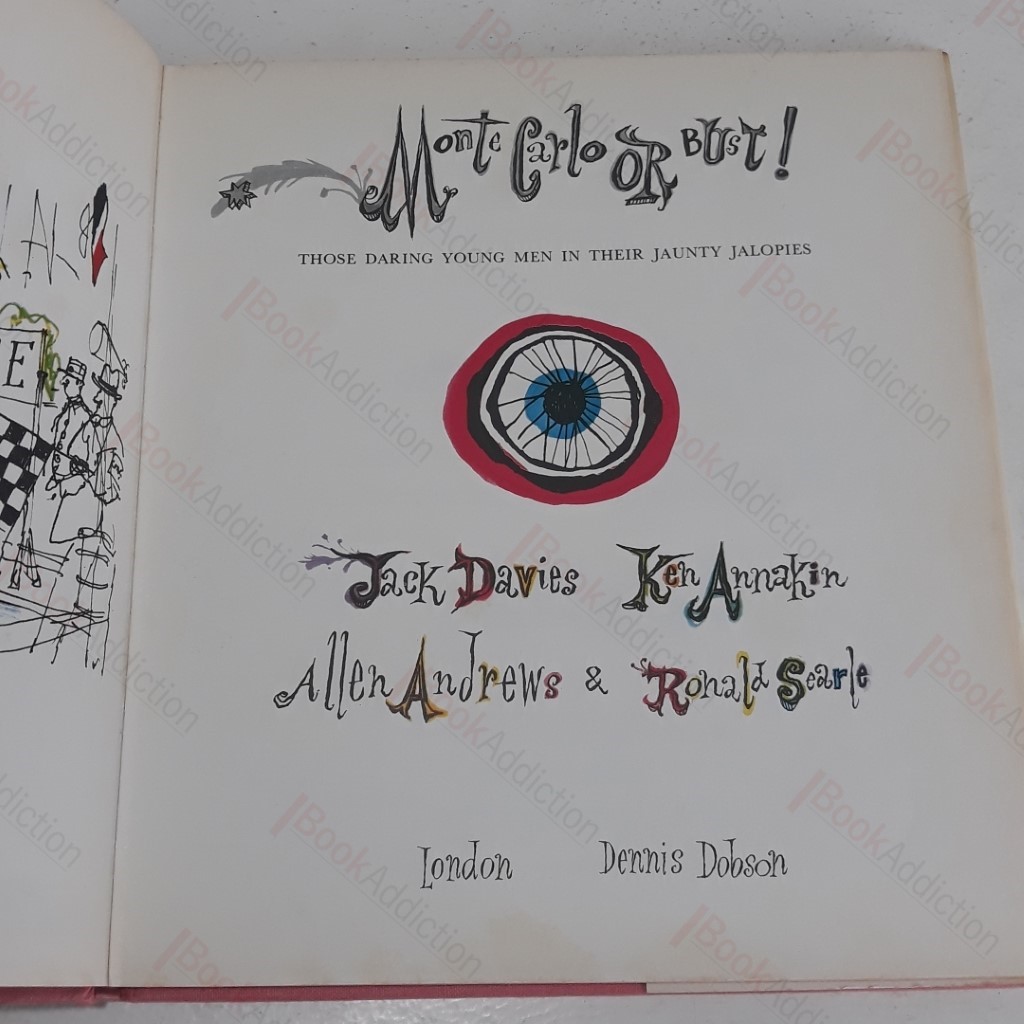 Monte Carlo OR BUST!
THOSE DARING YOUNG MEN IN THEIR JAUNTY JALOPIES
Jack Davies Ken Annakin
Allen Andrews & Ronald Searle
London Dennis Dobson
E
BookAddiction